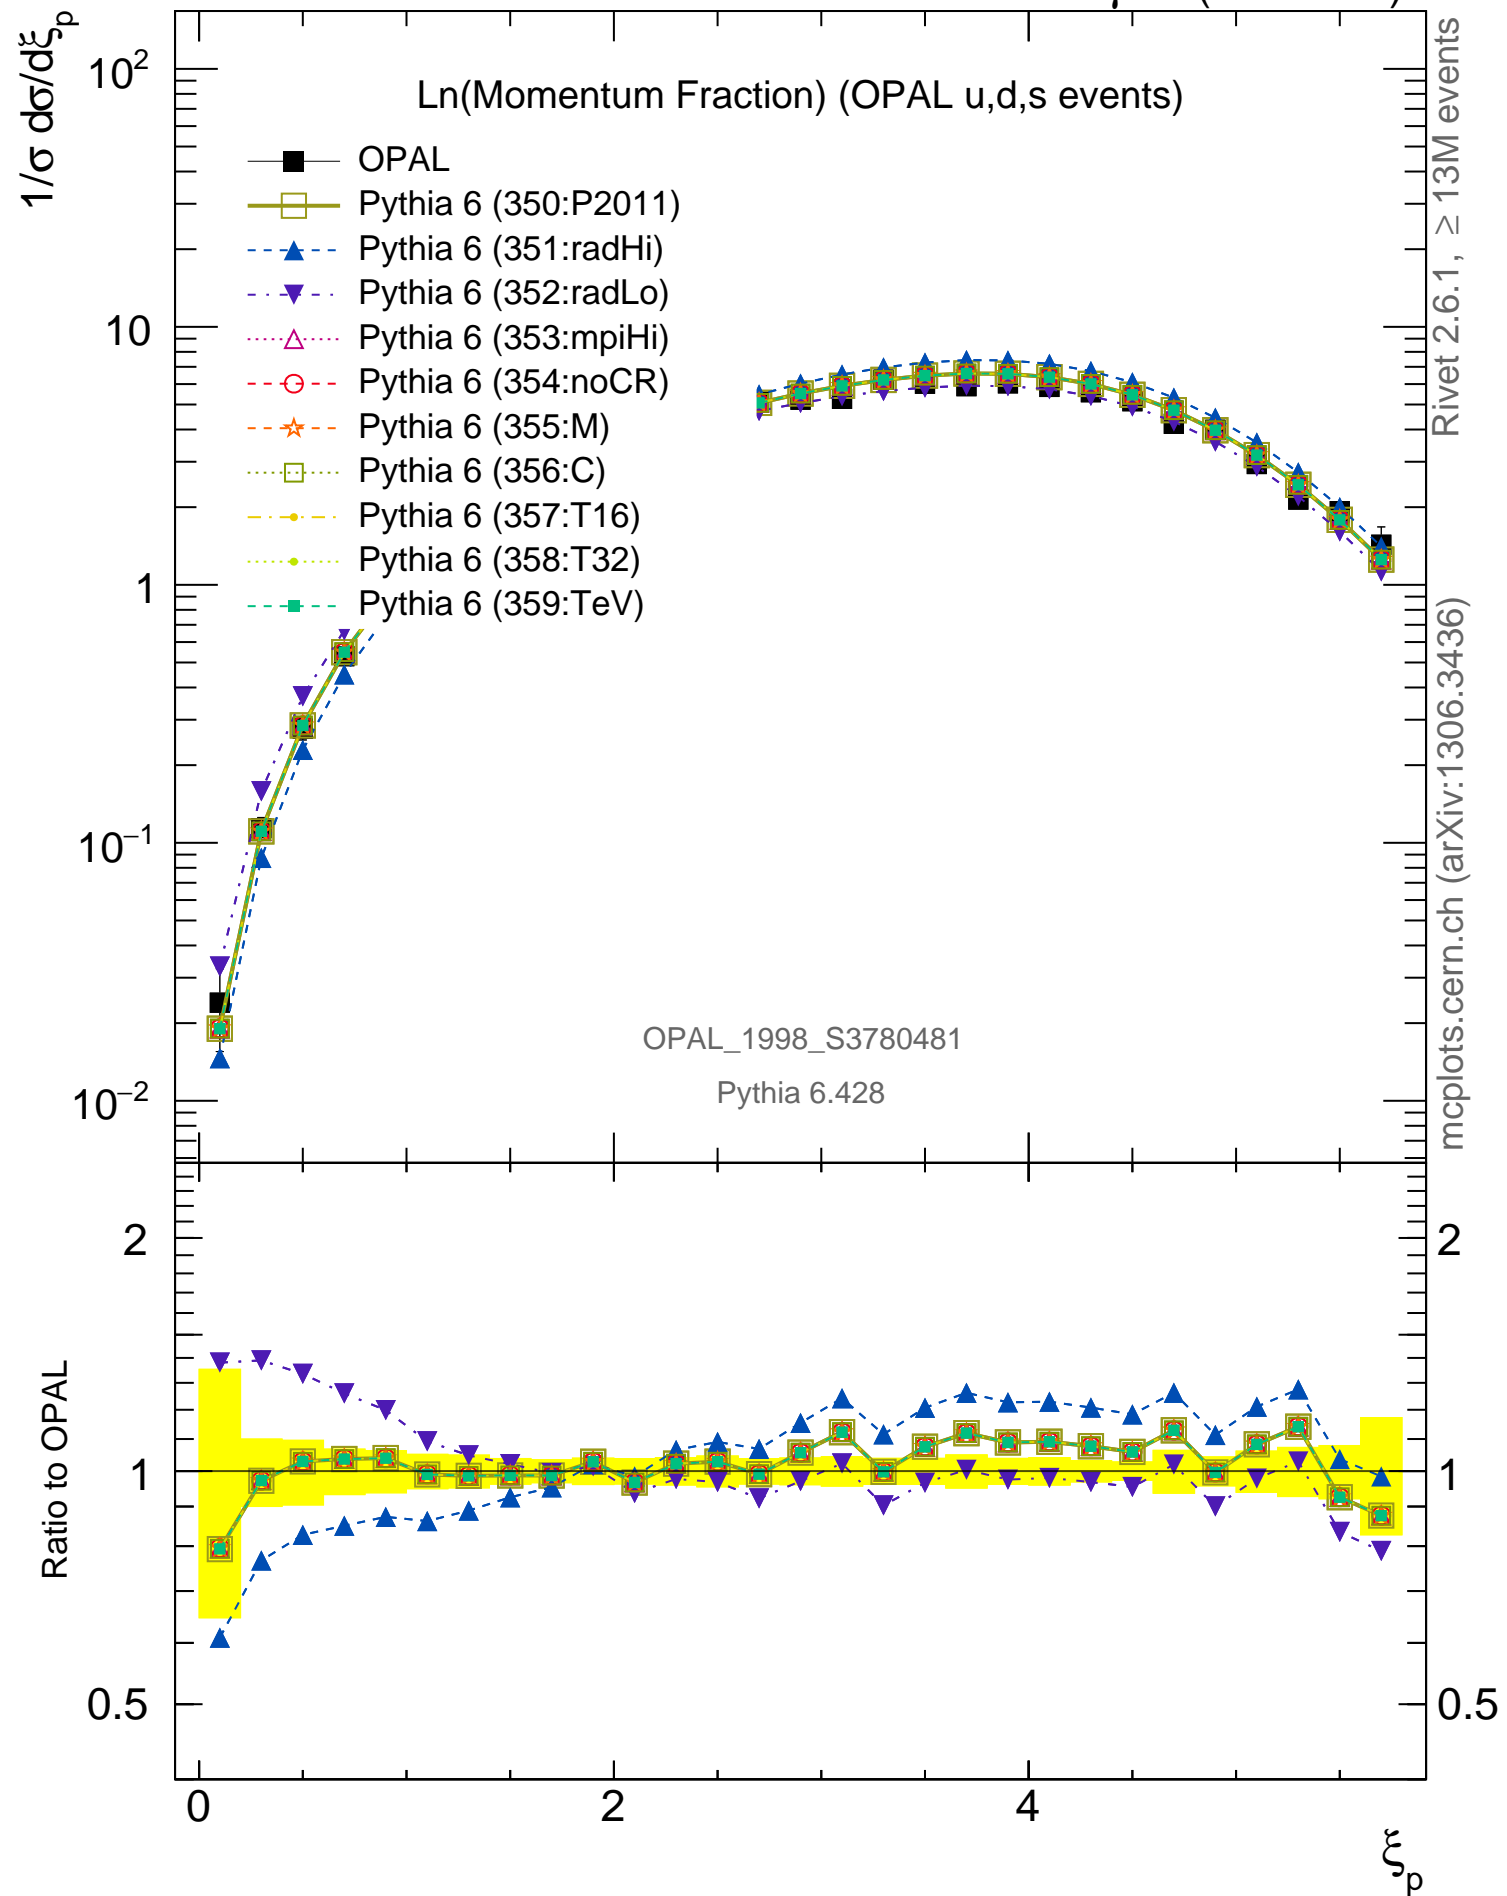 1/σ dσ/dξp
10²
10
1
10⁻¹
10⁻²
Ln(Momentum Fraction) (OPAL u,d,s events)
OPAL
Pythia 6 (350:P2011)
Pythia 6 (351:radHi)
Pythia 6 (352:radLo)
Pythia 6 (353:mpiHi)
Pythia 6 (354:noCR)
Pythia 6 (355:M)
Pythia 6 (356:C)
Pythia 6 (357:T16)
Pythia 6 (358:T32)
Pythia 6 (359:TeV)
OPAL_1998_S3780481
Pythia 6.428
Rivet 2.6.1, ≥ 13M events
mcplots.cern.ch (arXiv:1306.3436)
Ratio to OPAL
2
1
0.5
2
1
0.5
0
2
4
ξp